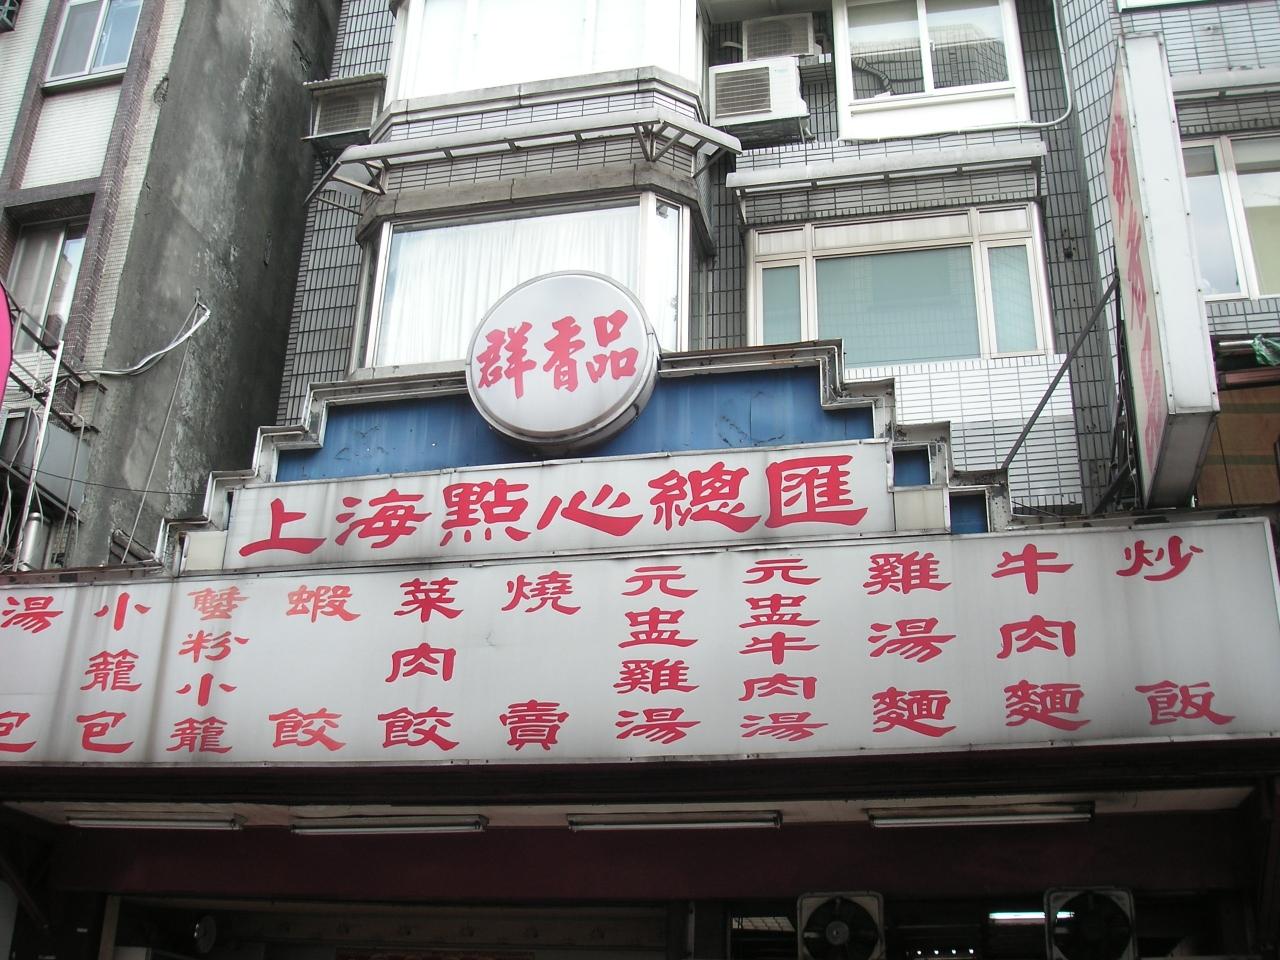 群香品
上海點心總匯
炒飯
牛肉麵
雞湯麵
元盅牛肉湯
元盅雞湯
燒賣
菜肉餃
蝦餃
蟹粉小籠
小籠包
湯包